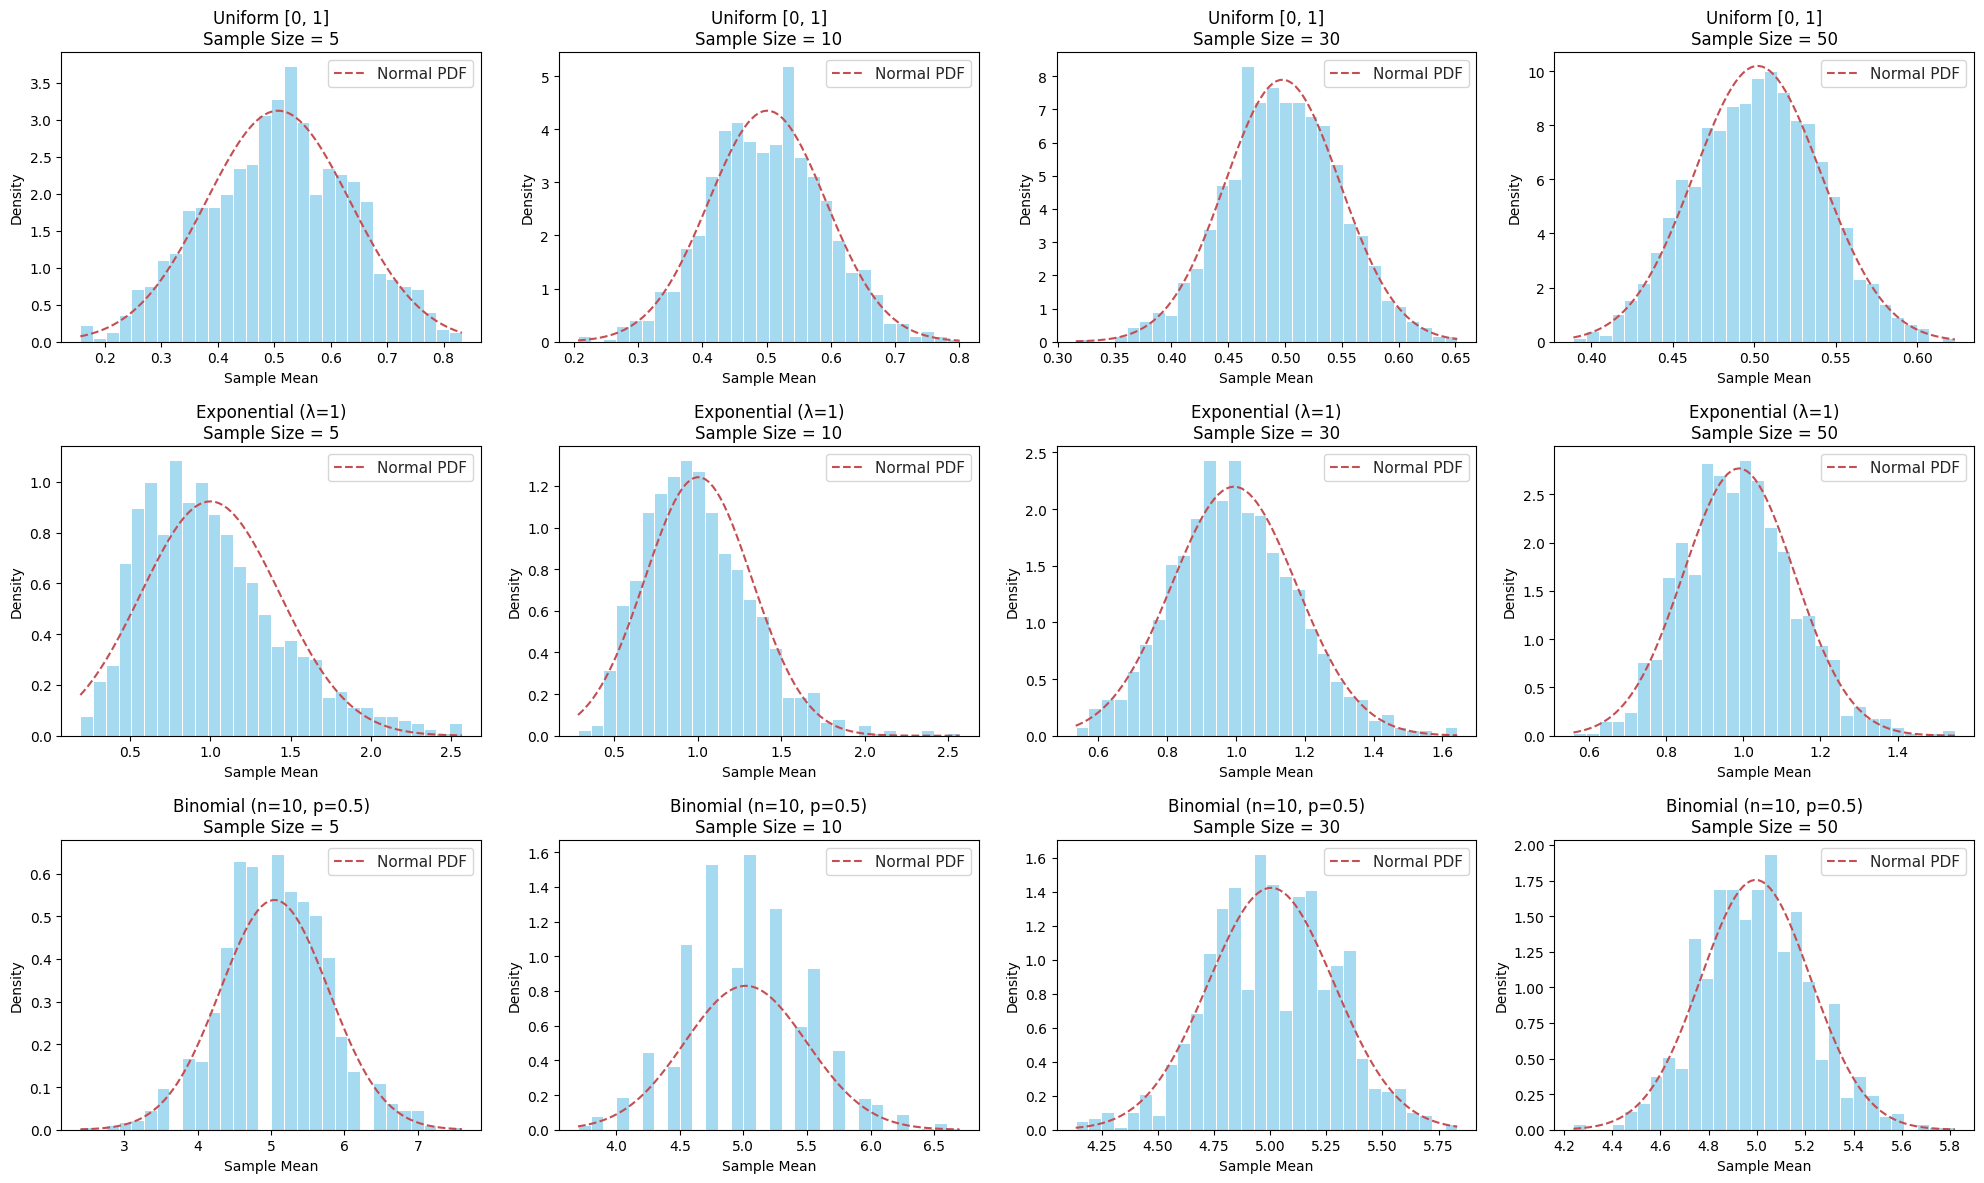 Uniform [0, 1]
Sample Size = 5
Normal PDF
Density
3.5
3.0
2.5
2.0
1.5
1.0
0.5
0.0
0.2 0.3 0.4 0.5 0.6 0.7 0.8
Sample Mean
Uniform [0, 1]
Sample Size = 10
Normal PDF
Density
5
4
3
2
1
0
0.2 0.3 0.4 0.5 0.6 0.7 0.8
Sample Mean
Uniform [0, 1]
Sample Size = 30
Normal PDF
Density
8
7
6
5
4
3
2
1
0
0.30 0.35 0.40 0.45 0.50 0.55 0.60 0.65
Sample Mean
Uniform [0, 1]
Sample Size = 50
Normal PDF
Density
10
8
6
4
2
0
0.40 0.45 0.50 0.55 0.60
Sample Mean
Exponential (λ=1)
Sample Size = 5
Normal PDF
Density
1.0
0.8
0.6
0.4
0.2
0.0
0.5 1.0 1.5 2.0 2.5
Sample Mean
Exponential (λ=1)
Sample Size = 10
Normal PDF
Density
1.2
1.0
0.8
0.6
0.4
0.2
0.0
0.5 1.0 1.5 2.0 2.5
Sample Mean
Exponential (λ=1)
Sample Size = 30
Normal PDF
Density
2.5
2.0
1.5
1.0
0.5
0.0
0.6 0.8 1.0 1.2 1.4 1.6
Sample Mean
Exponential (λ=1)
Sample Size = 50
Normal PDF
Density
2.5
2.0
1.5
1.0
0.5
0.0
0.6 0.8 1.0 1.2 1.4
Sample Mean
Binomial (n=10, p=0.5)
Sample Size = 5
Normal PDF
Density
0.6
0.5
0.4
0.3
0.2
0.1
0.0
3 4 5 6 7
Sample Mean
Binomial (n=10, p=0.5)
Sample Size = 10
Normal PDF
Density
1.6
1.4
1.2
1.0
0.8
0.6
0.4
0.2
0.0
4.0 4.5 5.0 5.5 6.0 6.5
Sample Mean
Binomial (n=10, p=0.5)
Sample Size = 30
Normal PDF
Density
1.6
1.4
1.2
1.0
0.8
0.6
0.4
0.2
0.0
4.25 4.50 4.75 5.00 5.25 5.50 5.75
Sample Mean
Binomial (n=10, p=0.5)
Sample Size = 50
Normal PDF
Density
2.00
1.75
1.50
1.25
1.00
0.75
0.50
0.25
0.00
4.2 4.4 4.6 4.8 5.0 5.2 5.4 5.6 5.8
Sample Mean